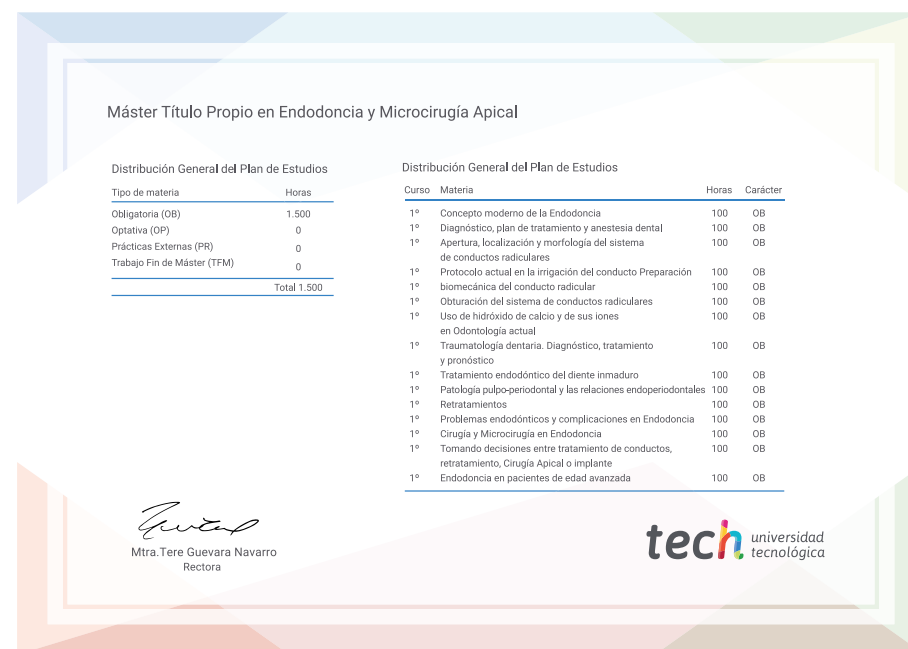 Máster Título Propio en Endodoncia y Microcirugía Apical
Distribución General del Plan de Estudios
Tipo de materia Horas
Obligatoria (OB) 1.500
Optativa (OP) 0
Prácticas Externas (PR) 0
Trabajo Fin de Máster (TFM) 0
Total 1.500
Distribución General del Plan de Estudios
Curso Materia Horas Carácter
1º Concepto moderno de la Endodoncia 100 OB
1º Diagnóstico, plan de tratamiento y anestesia dental 100 OB
1º Apertura, localización y morfología del sistema 100 OB
de conductos radiculares
1º Protocolo actual en la irrigación del conducto Preparación 100 OB
1º biomecánica del conducto radicular 100 OB
1º Obturación del sistema de conductos radiculares 100 OB
1º Uso de hidróxido de calcio y de sus iones 100 OB
en Odontología actual
1º Traumatología dentaria. Diagnóstico, tratamiento 100 OB
y pronóstico
1º Tratamiento endodóntico del diente inmaduro 100 OB
1º Patología pulpo-periodontal y las relaciones endoperiodontales 100 OB
1º Retratamientos 100 OB
1º Problemas endodónticos y complicaciones en Endodoncia 100 OB
1º Cirugía y Microcirugía en Endodoncia 100 OB
1º Tomando decisiones entre tratamiento de conductos, 100 OB
retratamiento, Cirugía Apical o implante
1º Endodoncia en pacientes de edad avanzada 100 OB
Mtra.Tere Guevara Navarro
Rectora
tech universidad
tecnológica